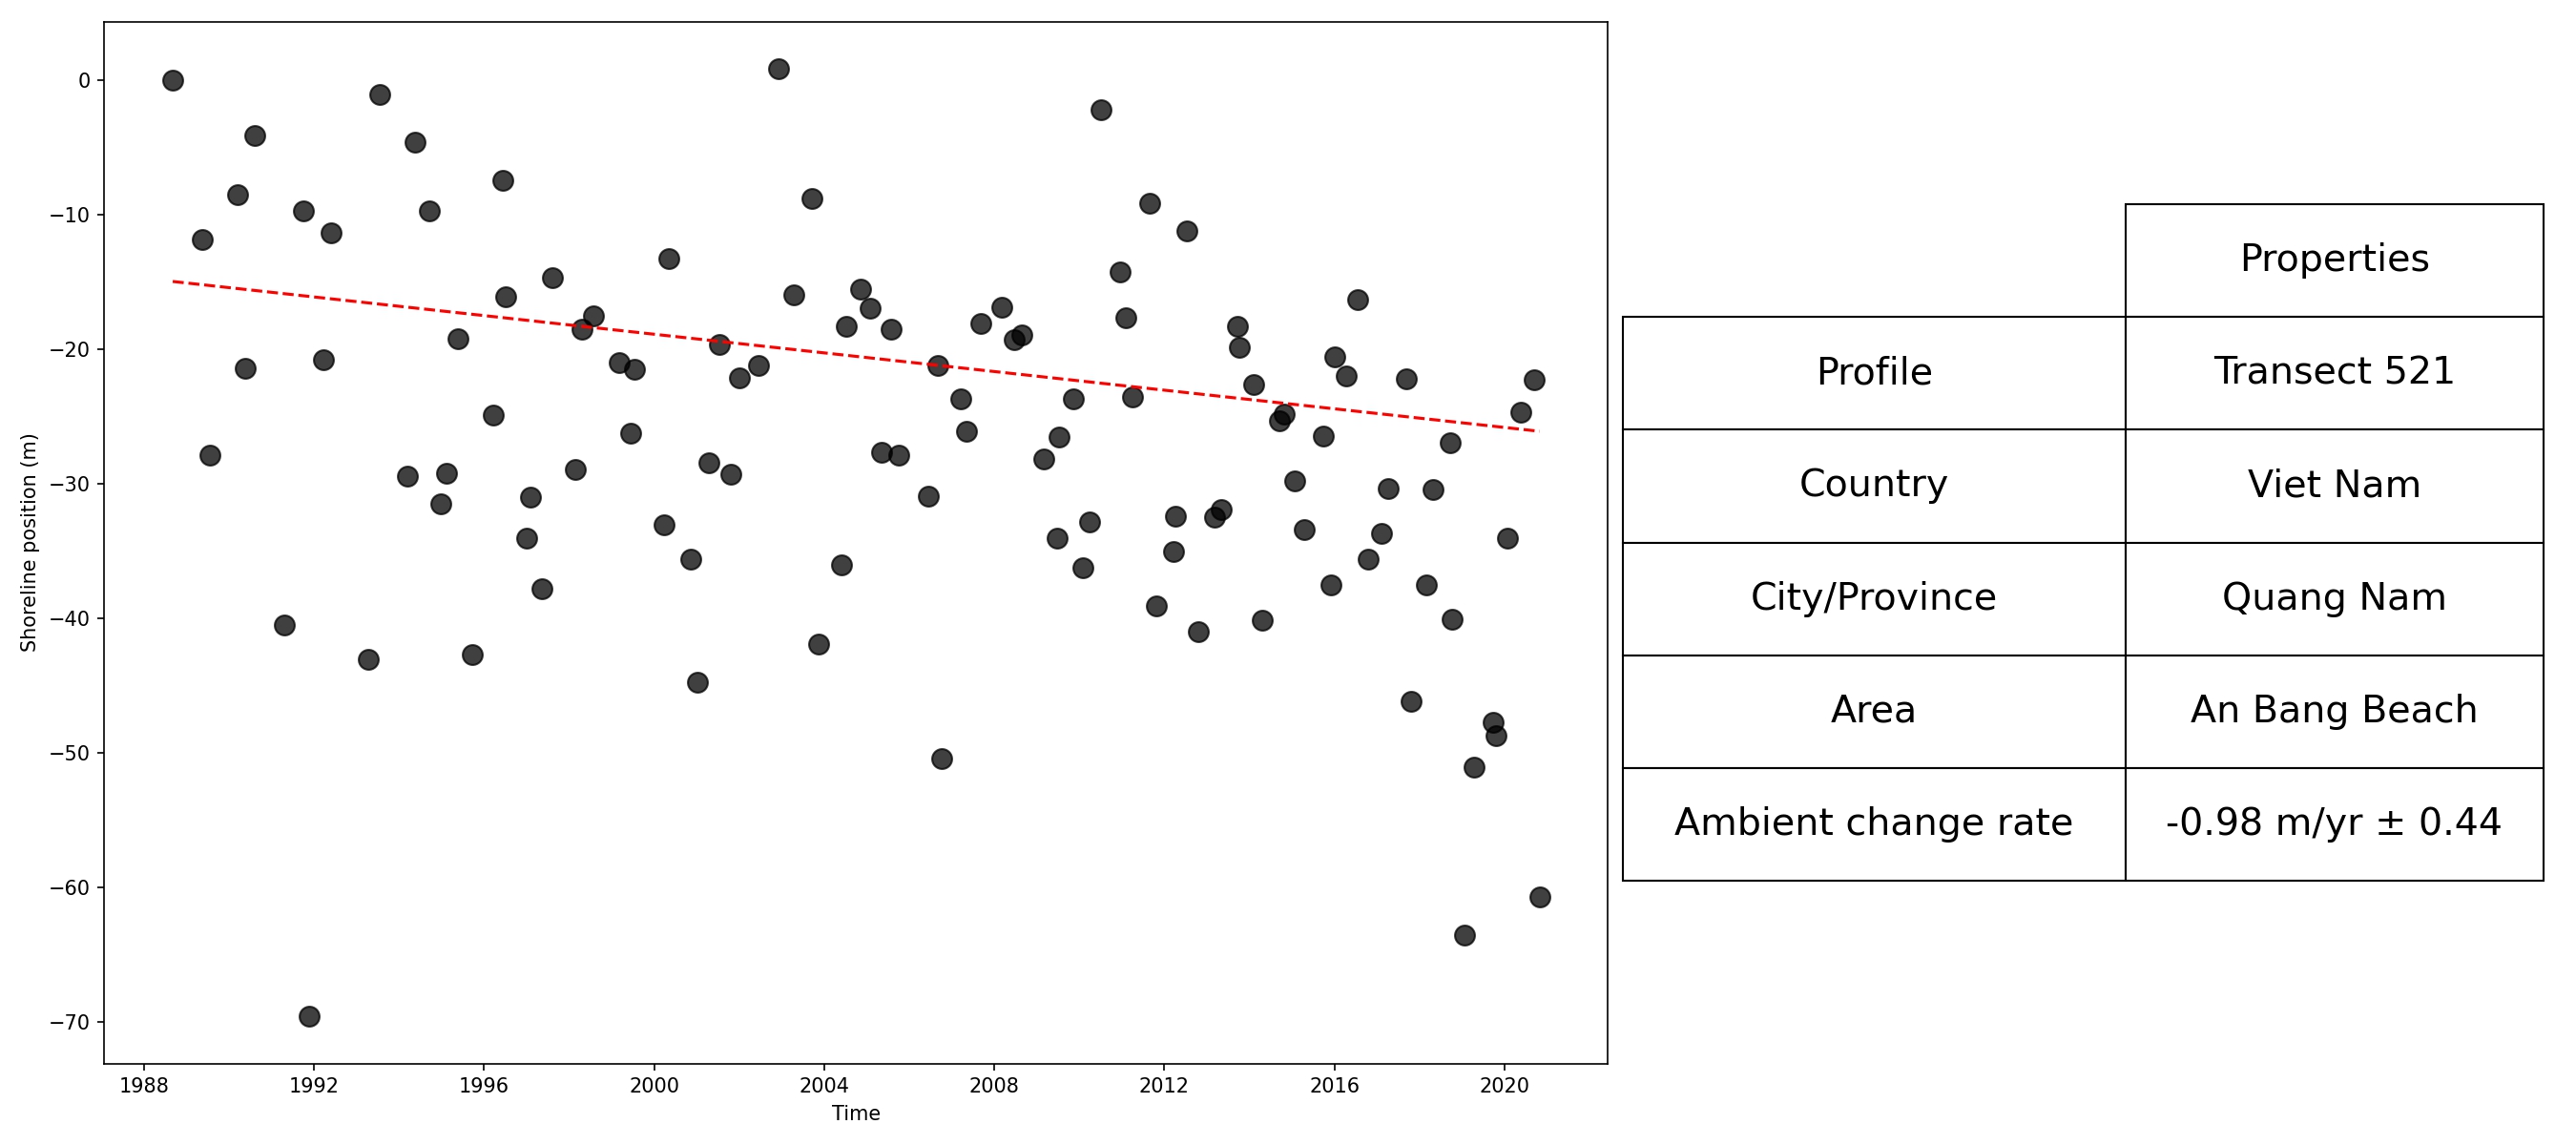 0
−10
−20
−30
−40
−50
−60
−70
Shoreline position (m)
1988 1992 1996 2000 2004 2008 2012 2016 2020
Time
Properties
Profile Transect 521
Country Viet Nam
City/Province Quang Nam
Area An Bang Beach
Ambient change rate -0.98 m/yr ± 0.44